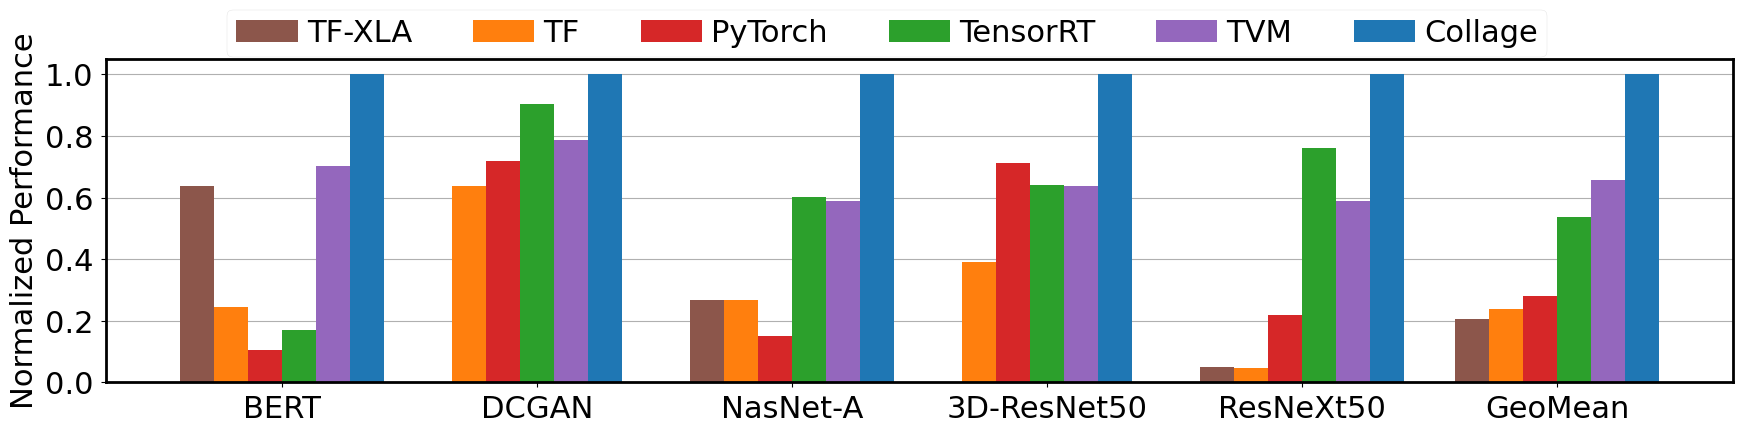 TF-XLA TF PyTorch TensorRT TVM Collage
Normalized Performance
1.0
0.8
0.6
0.4
0.2
0.0
BERT DCGAN NasNet-A 3D-ResNet50 ResNeXt50 GeoMean